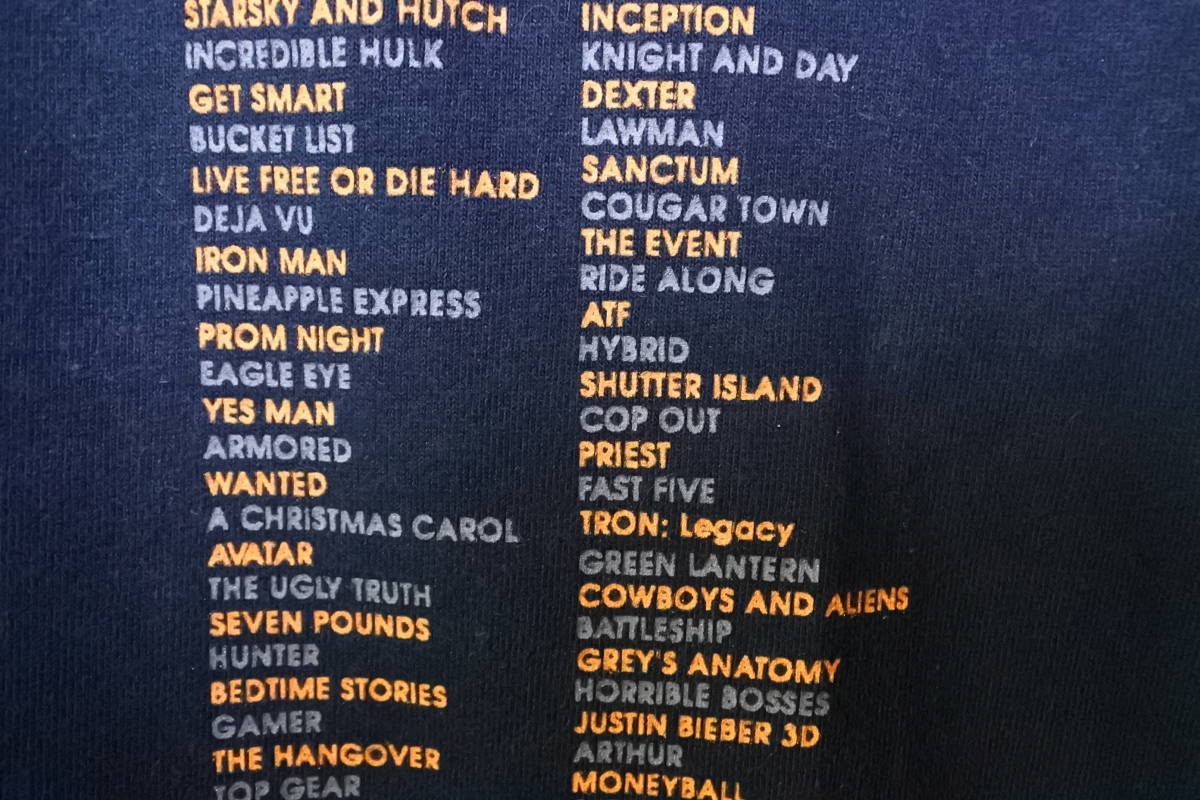 STARSKY AND HUTCH
INCREDIBLE HULK
GET SMART
BUCKET LIST
LIVE FREE OR DIE HARD
DEJA VU
IRON MAN
PINEAPPLE EXPRESS
PROM NIGHT
EAGLE EYE
YES MAN
ARMORED
WANTED
A CHRISTMAS CAROL
AVATAR
THE UGLY TRUTH
SEVEN POUNDS
HUNTER
BEDTIME STORIES
GAMER
THE HANGOVER
TOP GEAR
INCEPTION
KNIGHT AND DAY
DEXTER
LAWMAN
SANCTUM
COUGAR TOWN
THE EVENT
RIDE ALONG
ATF
HYBRID
SHUTTER ISLAND
COP OUT
PRIEST
FAST FIVE
TRON: Legacy
GREEN LANTERN
COWBOYS AND ALIENS
BATTLESHIP
GREY'S ANATOMY
HORRIBLE BOSSES
JUSTIN BIEBER 3D
ARTHUR
MONEYBALL